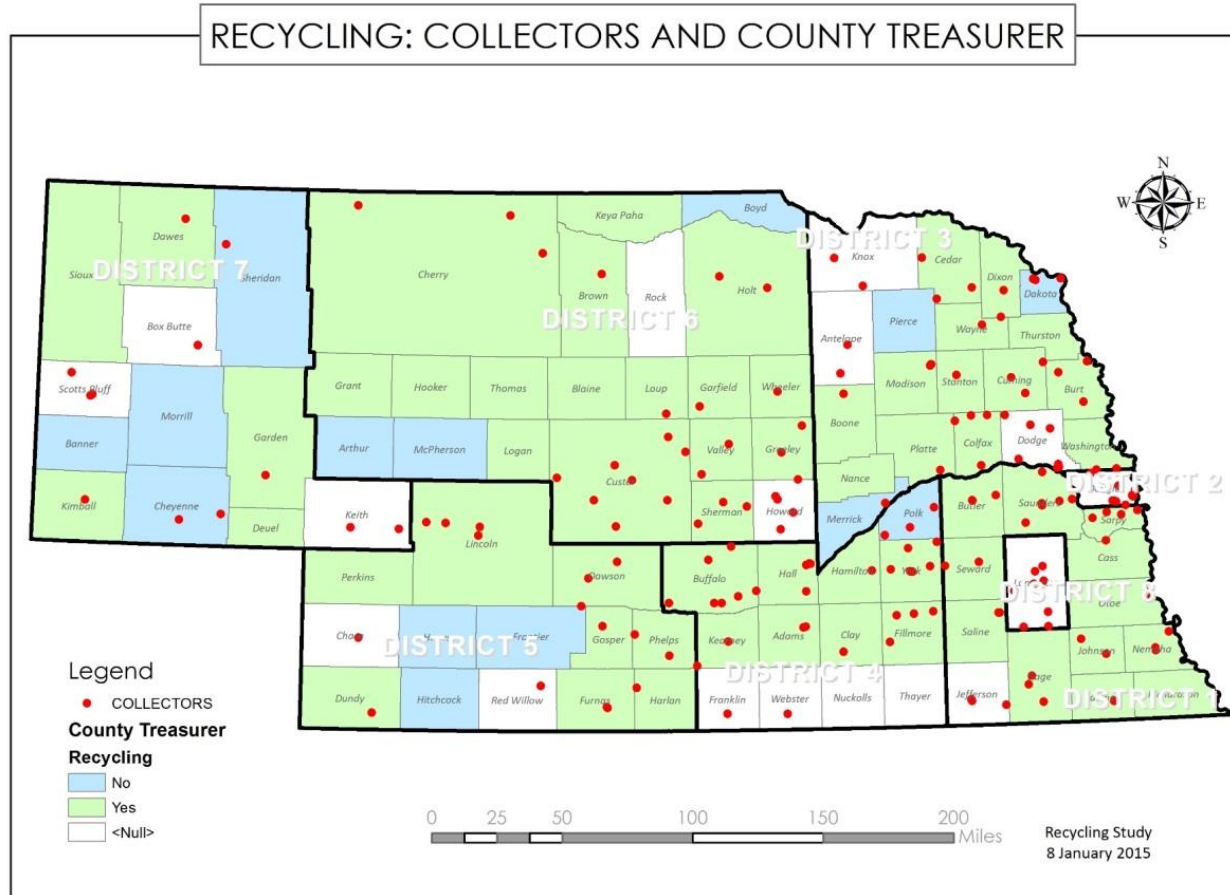 RECYCLING: COLLECTORS AND COUNTY TREASURER
N
W E
S
Boyd
Keya Paha
Dawes
DISTRICT 3
Knox
Cedar
Dixon
Sioux
DISTRICT 7
Sheridan
Cherry
Brown
Rock
Holt
Dakota
DISTRICT 6
Box Butte
Antelope
Pierce
Wayne
Thurston
Scotts Bluff
Grant
Hooker
Thomas
Blaine
Loup
Garfield
Wheeler
Madison
Stanton
Cuming
Burt
Morrill
Garden
Boone
Banner
Arthur
McPherson
Logan
Valley
Greeley
Platte
Colfax
Dodge
Washington
Custer
Nance
DISTRICT 2
Kimball
Cheyenne
Deuel
Keith
Sherman
Howard
Merrick
Polk
Butler
Saunders
Sarpy
Lincoln
Cass
Perkins
Dawson
Buffalo
Hall
Hamilton
York
Seward
DISTRICT 8
Otoe
Chase
DISTRICT 5
Frontier
Gosper
Phelps
Kearney
Adams
Clay
Fillmore
Saline
Johnson
Nemaha
DISTRICT 4
Dundy
Hitchcock
Red Willow
Furnas
Harlan
Franklin
Webster
Nuckolls
Thayer
Jefferson
Gage
DISTRICT 1
Legend
COLLECTORS
County Treasurer
Recycling
No
Yes
<Null>
0 25 50 100 150 200
Miles
Recycling Study
8 January 2015